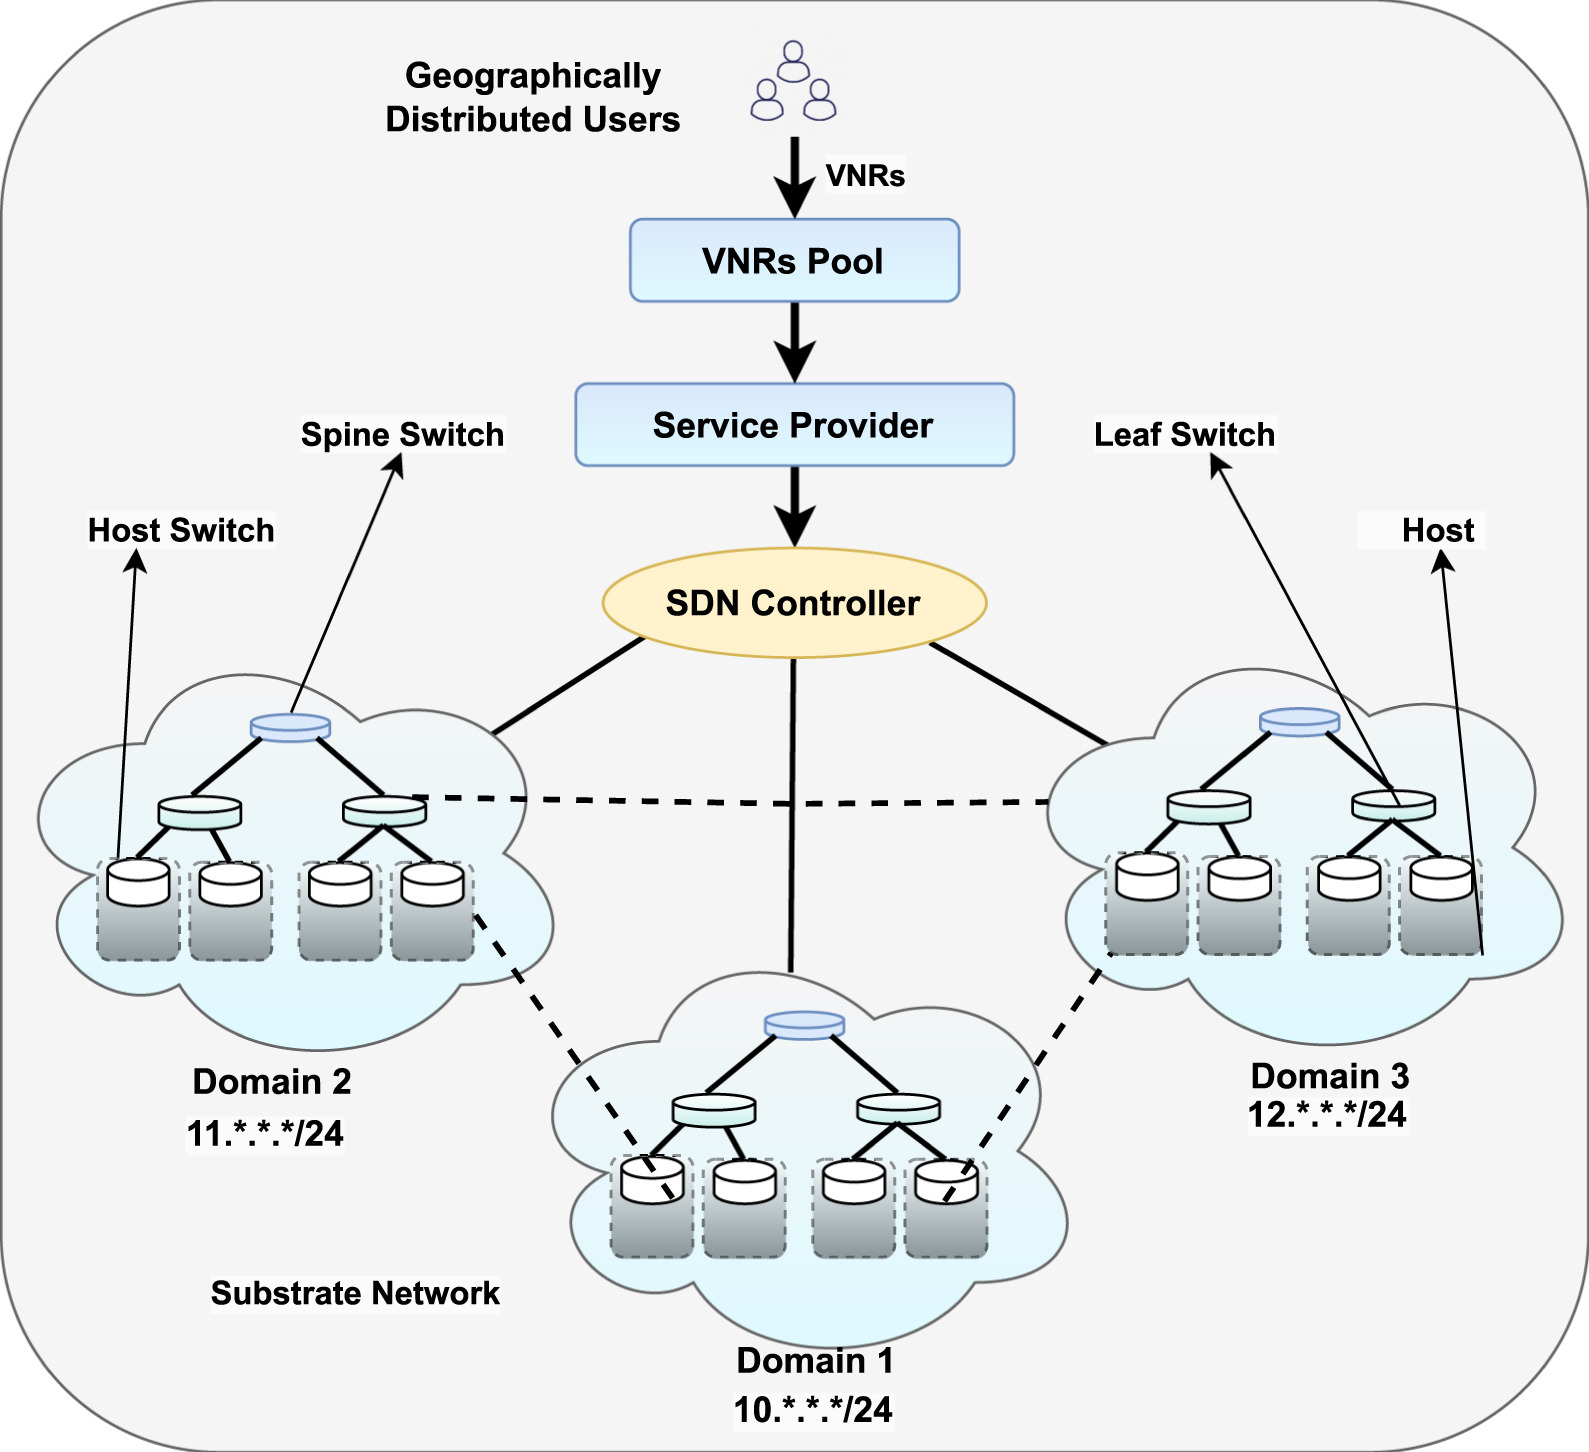 Geographically
Distributed Users
VNRs
VNRs Pool
Service Provider
Spine Switch
Leaf Switch
Host Switch
Host
SDN Controller
Domain 2
11.*.*.*/24
Domain 3
12.*.*.*/24
Substrate Network
Domain 1
10.*.*.*/24